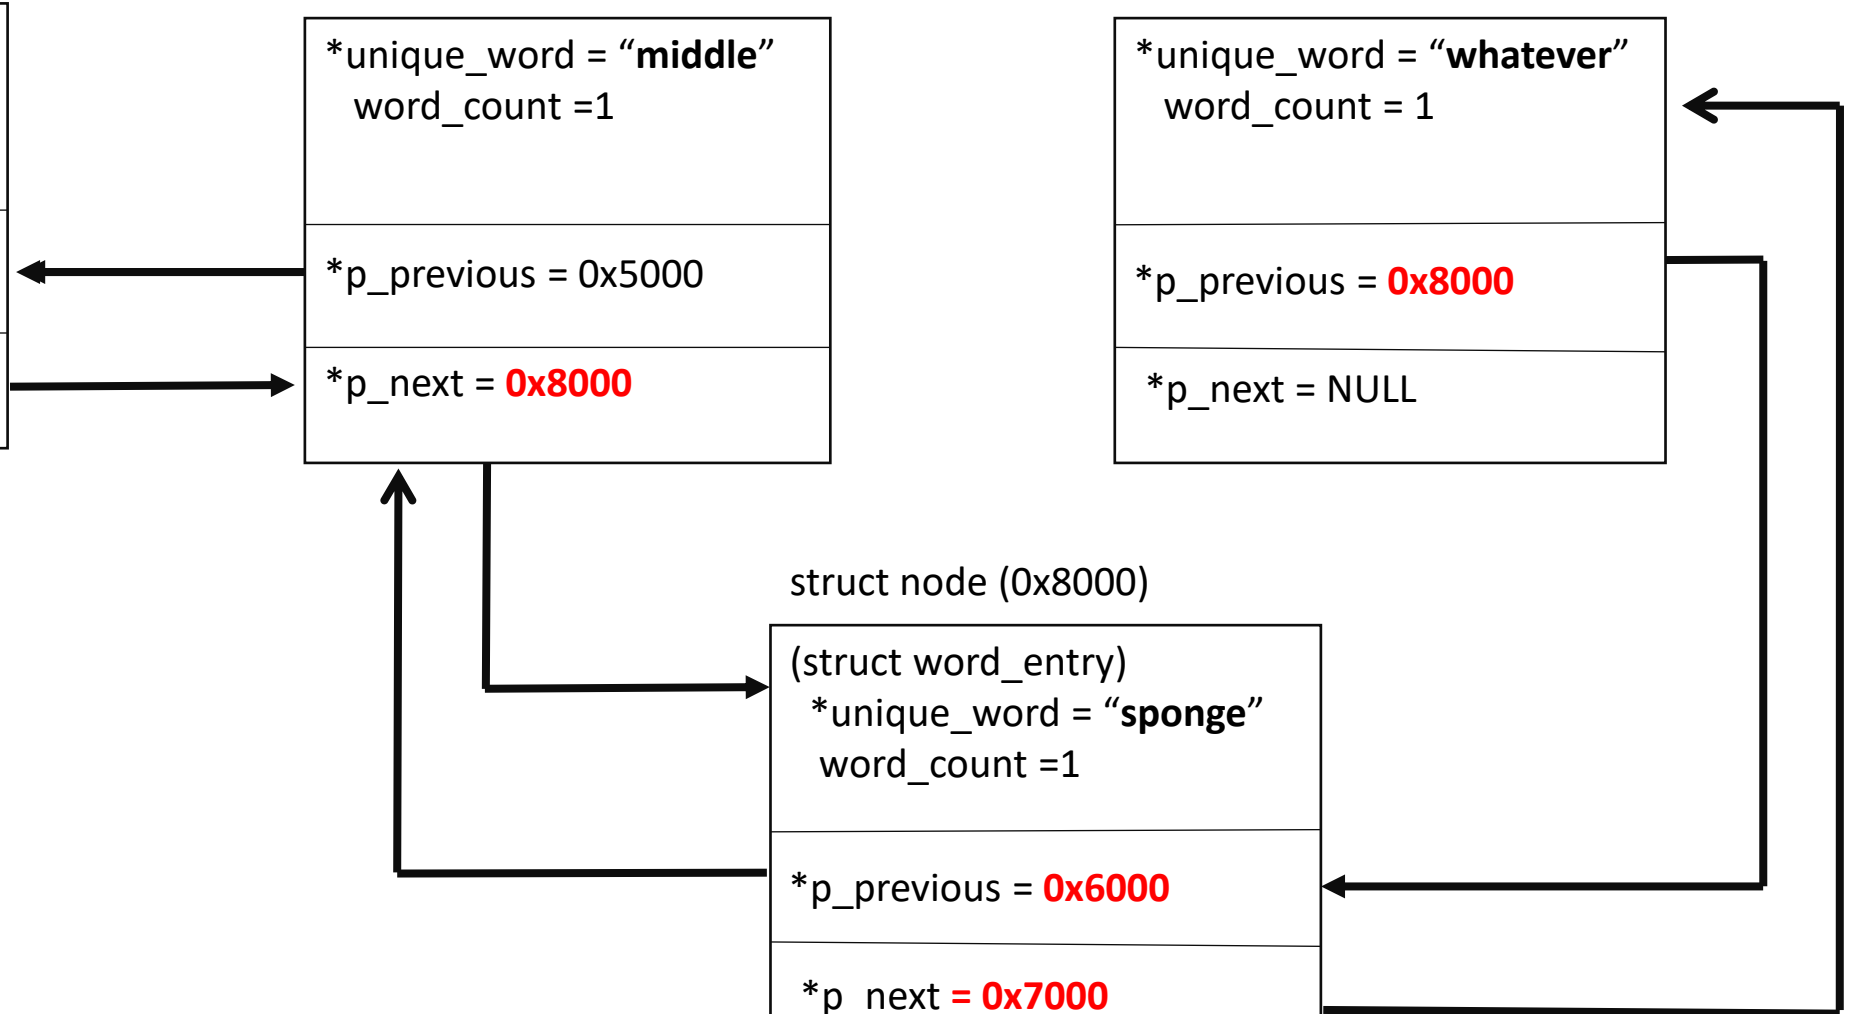 *unique_word = “middle”
word_count =1
*p_previous = 0x5000
*p_next = 0x8000
*unique_word = “whatever”
word_count = 1
*p_previous = 0x8000
*p_next = NULL
struct node (0x8000)
(struct word_entry)
*unique_word = “sponge”
word_count =1
*p_previous = 0x6000
*p_next = 0x7000